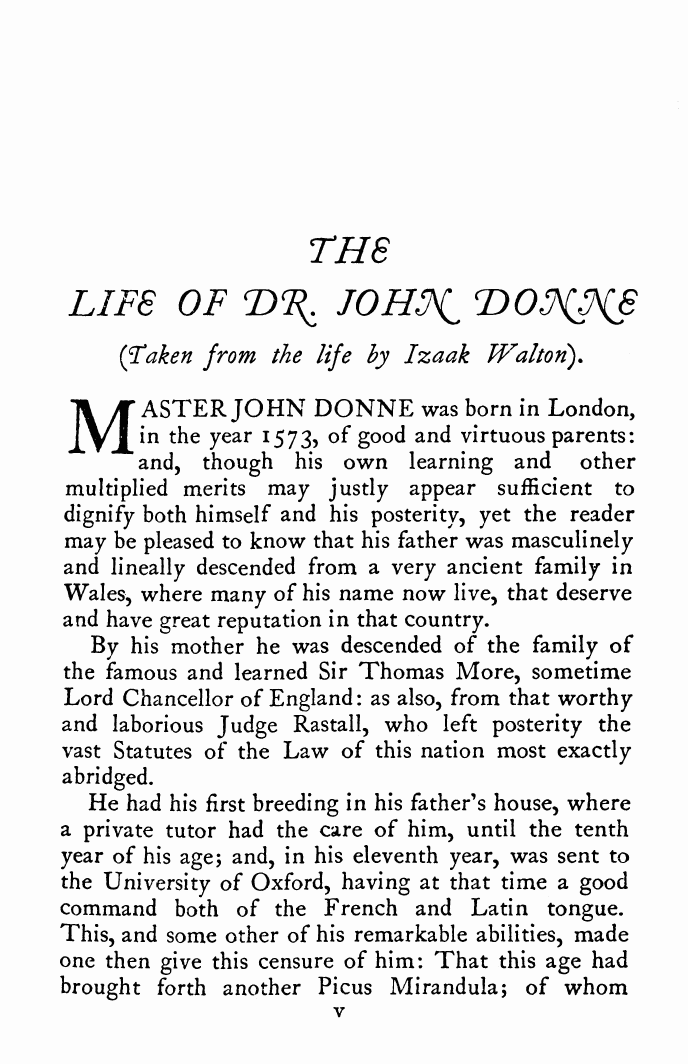 THE
LIFE OF DR. JOHN DONNE
(Taken from the life by Izaak Walton).
MASTER JOHN DONNE was born in London,
in the year 1573, of good and virtuous parents:
and, though his own learning and other
multiplied merits may justly appear sufficient to
dignify both himself and his posterity, yet the reader
may be pleased to know that his father was masculinely
and lineally descended from a very ancient family in
Wales, where many of his name now live, that deserve
and have great reputation in that country.
By his mother he was descended of the family of
the famous and learned Sir Thomas More, sometime
Lord Chancellor of England: as also, from that worthy
and laborious Judge Rastall, who left posterity the
vast Statutes of the Law of this nation most exactly
abridged.
He had his first breeding in his father's house, where
a private tutor had the care of him, until the tenth
year of his age; and, in his eleventh year, was sent to
the University of Oxford, having at that time a good
command both of the French and Latin tongue.
This, and some other of his remarkable abilities, made
one then give this censure of him: That this age had
brought forth another Picus Mirandula; of whom
v